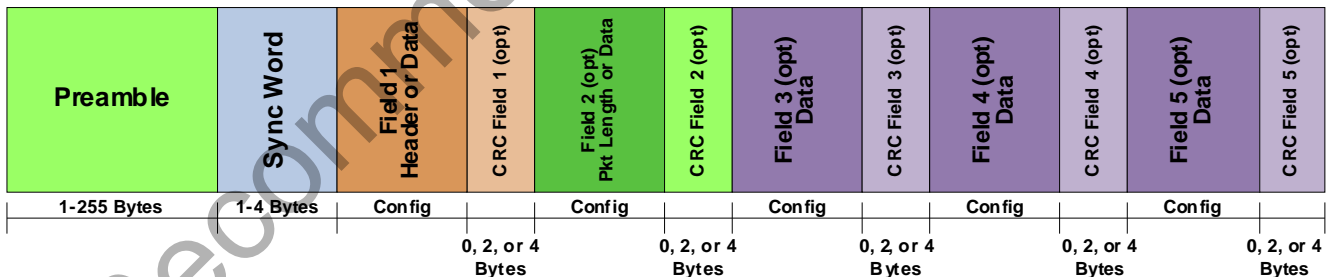 Preamble
Sync Word
Field 1
Header or Data
CRC Field 1 (opt)
Field 2 (opt)
Pkt Length or Data
CRC Field 2 (opt)
Field 3 (opt)
Data
CRC Field 3 (opt)
Field 4 (opt)
Data
CRC Field 4 (opt)
Field 5 (opt)
Data
CRC Field 5 (opt)
1-255 Bytes
1-4 Bytes
Config
Config
Config
Config
Config
0, 2, or 4
Bytes
0, 2, or 4
Bytes
0, 2, or 4
Bytes
0, 2, or 4
Bytes
0, 2, or 4
Bytes